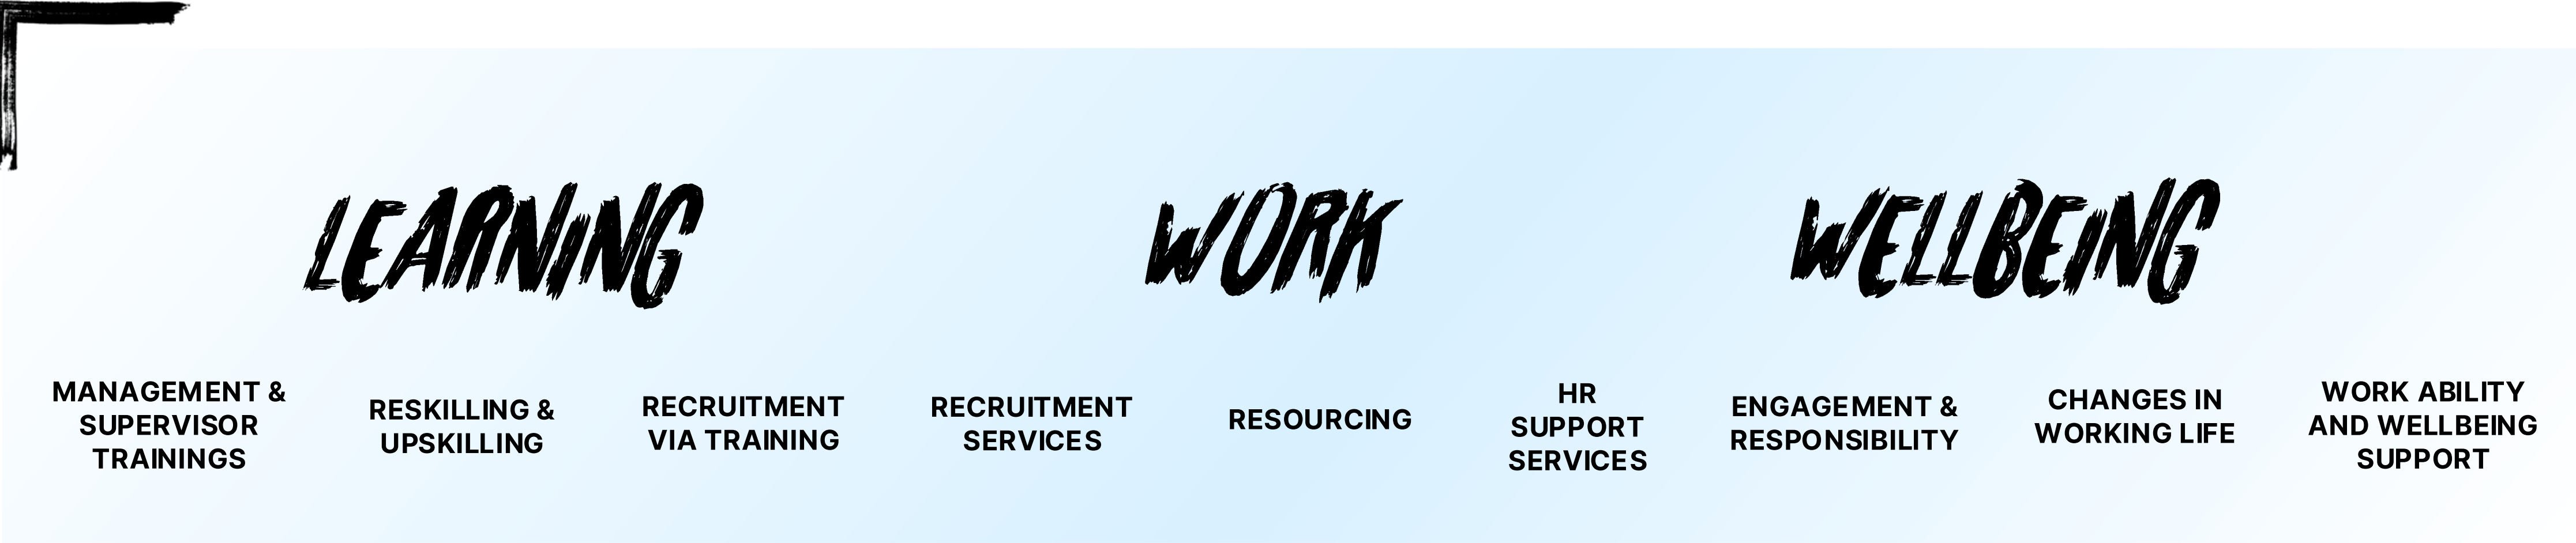 LEARNING
WORK
WELLBEING
MANAGEMENT &
SUPERVISOR
TRAININGS
RESKILLING &
UPSKILLING
RECRUITMENT
VIA TRAINING
RECRUITMENT
SERVICES
RESOURCING
HR
SUPPORT
SERVICES
ENGAGEMENT &
RESPONSIBILITY
CHANGES IN
WORKING LIFE
WORK ABILITY
AND WELLBEING
SUPPORT